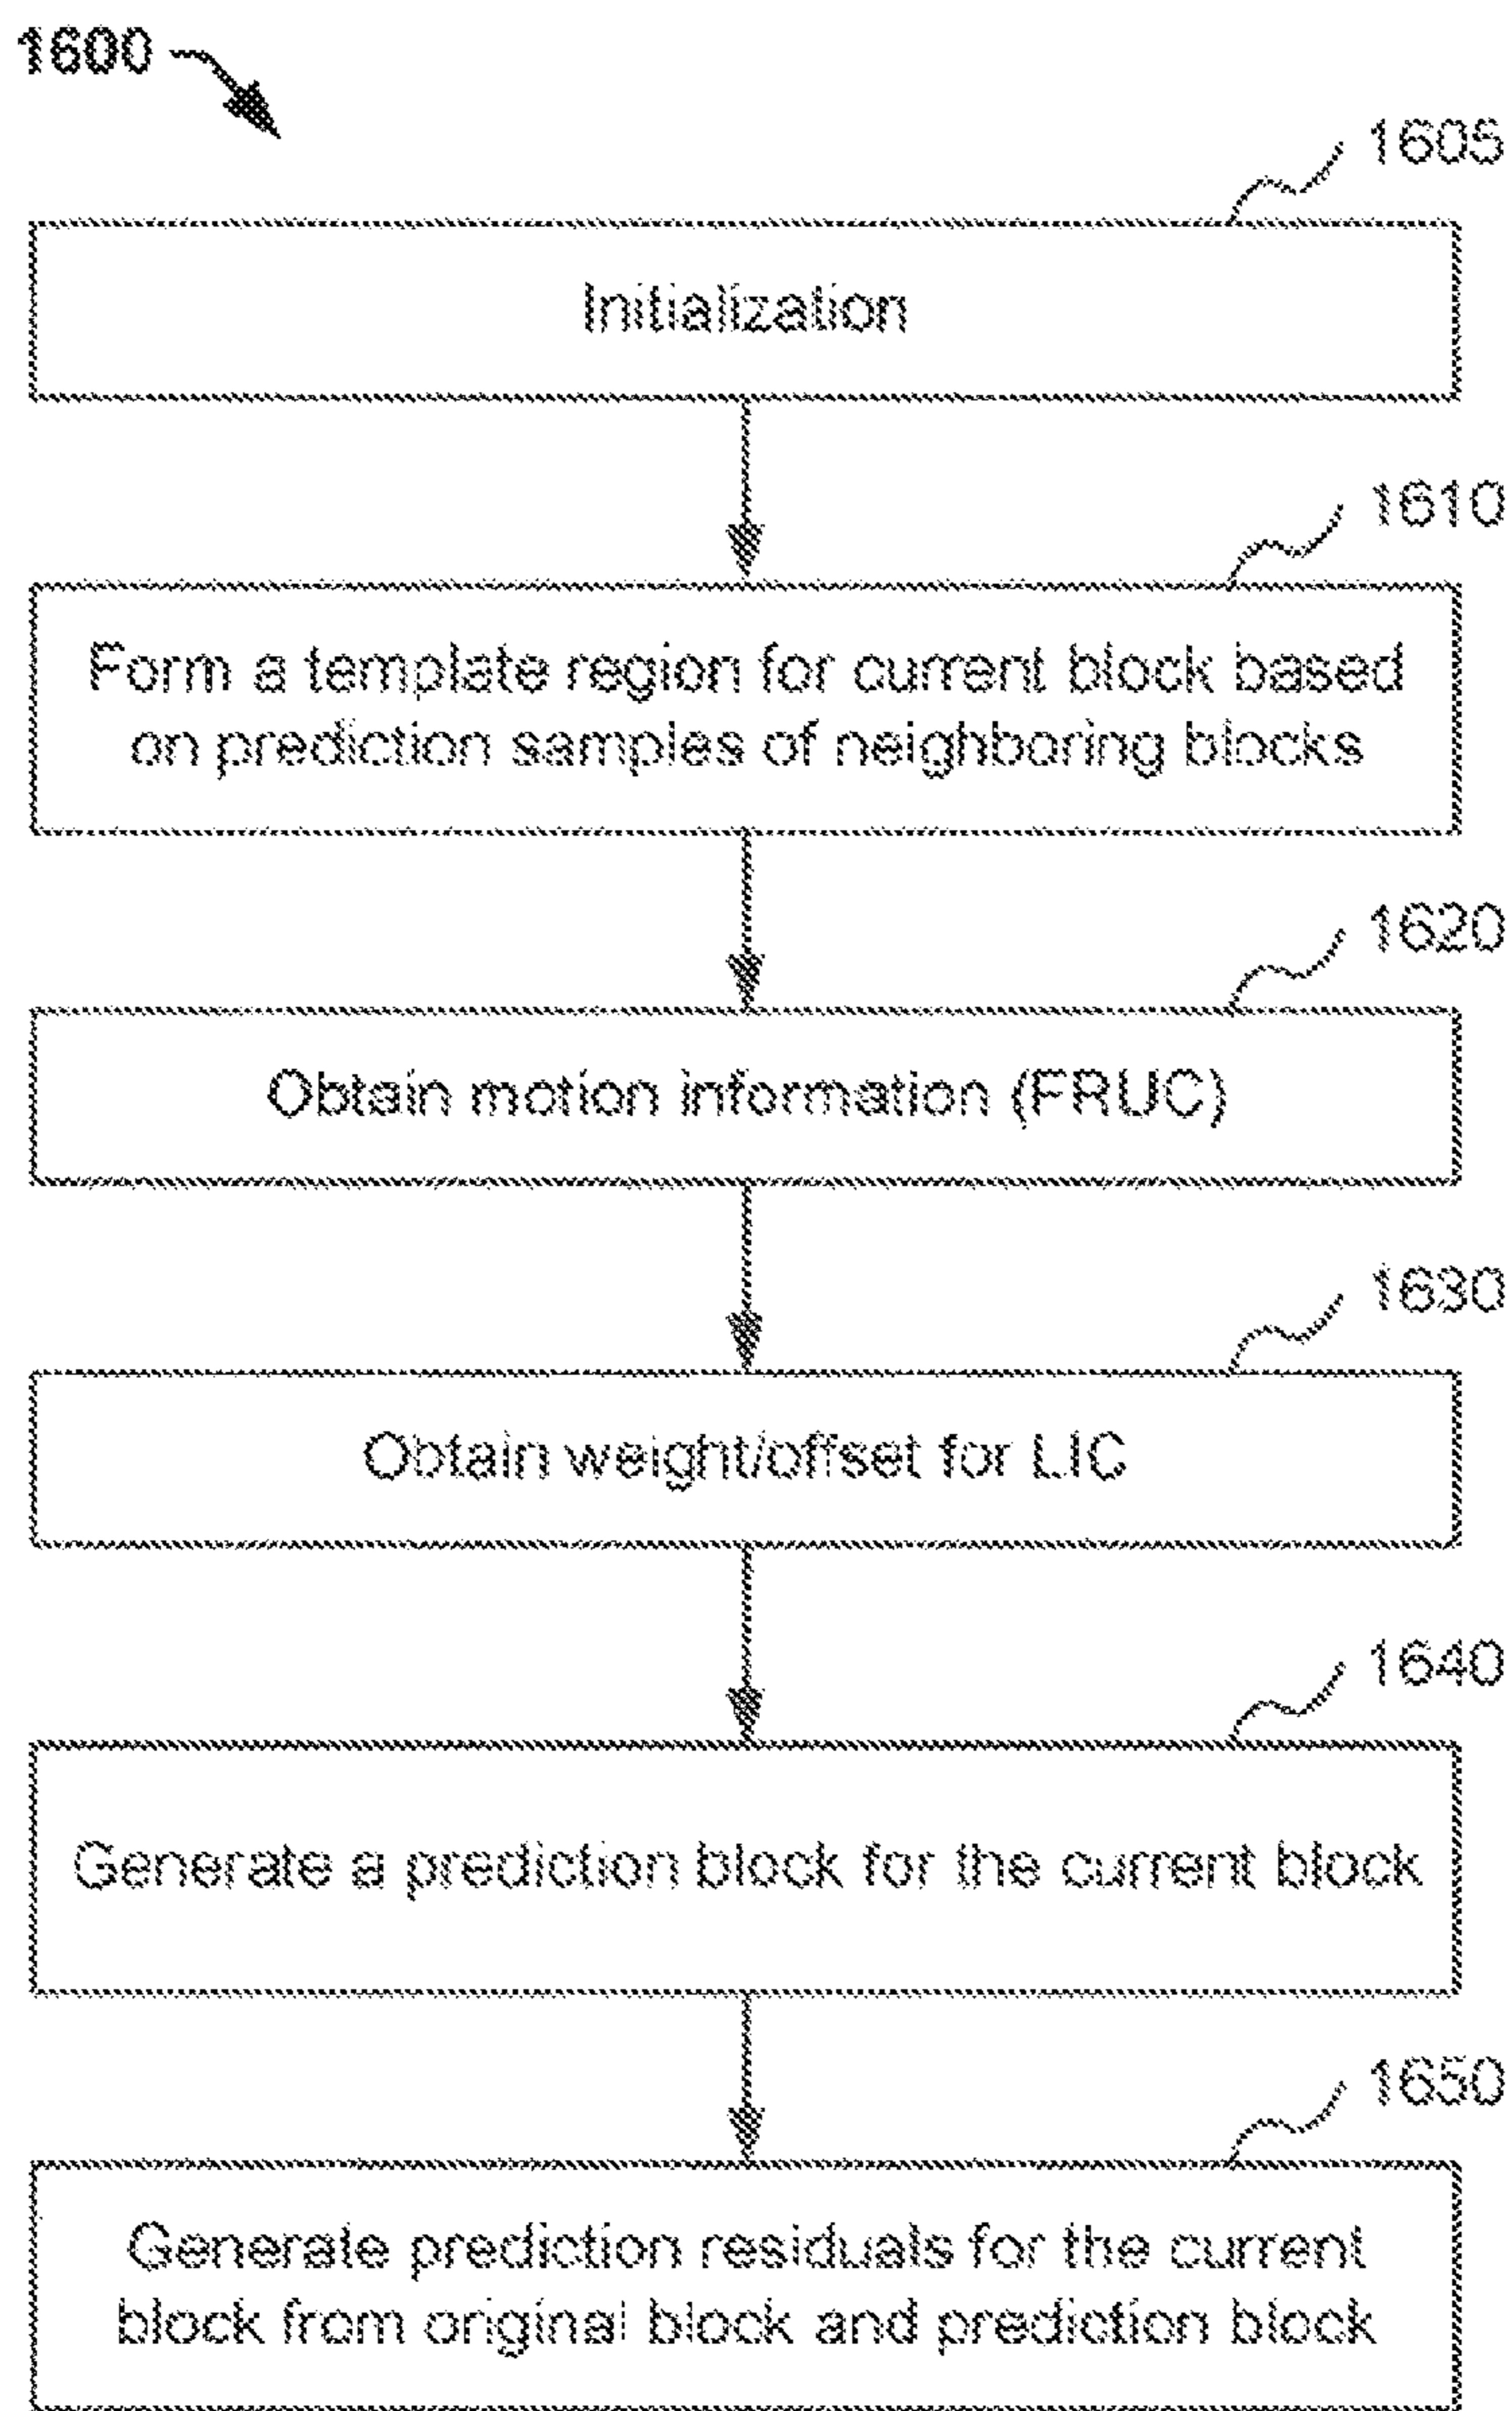 1600
1605
Initialization
1610
Form a template region for current block based
on prediction samples of neighboring blocks
1620
Obtain motion information (FRUC)
1630
Obtain weight/offset for LIC
1640
Generate a prediction block for the current block
1650
Generate prediction residuals for the current
block from original block and prediction block